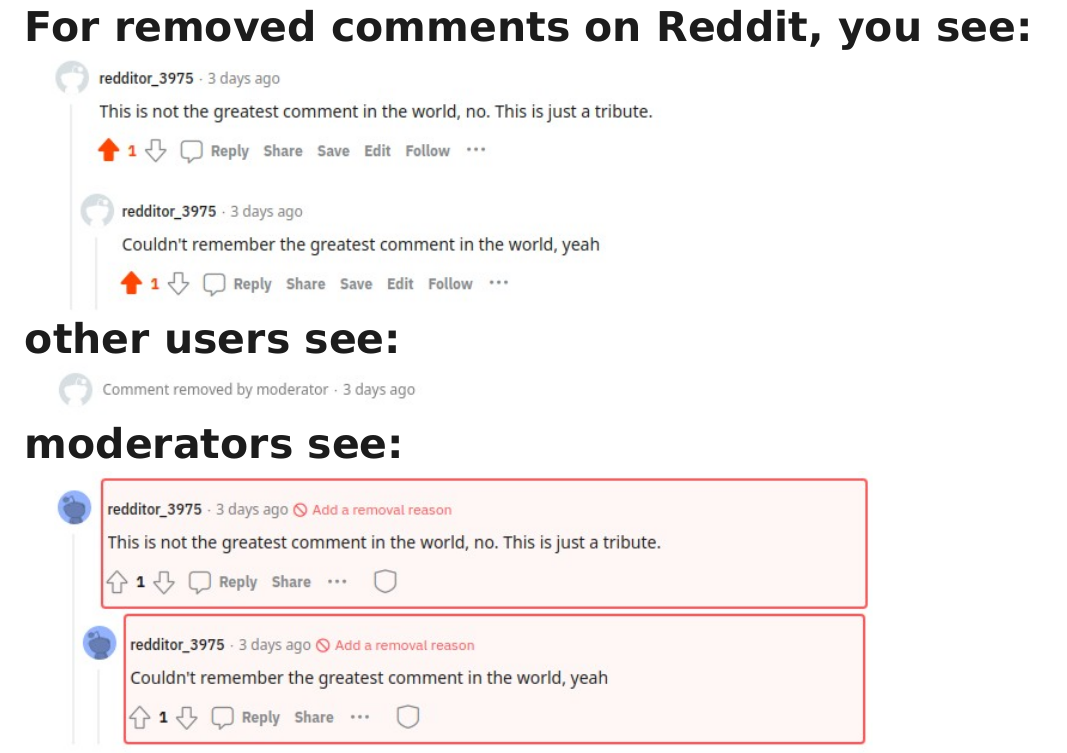 For removed comments on Reddit, you see:
redditor_3975 · 3 days ago
This is not the greatest comment in the world, no. This is just a tribute.
1 Reply Share Save Edit Follow ···
redditor_3975 · 3 days ago
Couldn't remember the greatest comment in the world, yeah
1 Reply Share Save Edit Follow ···
other users see:
Comment removed by moderator · 3 days ago
moderators see:
redditor_3975 · 3 days ago Add a removal reason
This is not the greatest comment in the world, no. This is just a tribute.
1 Reply Share ···
redditor_3975 · 3 days ago Add a removal reason
Couldn't remember the greatest comment in the world, yeah
1 Reply Share ···